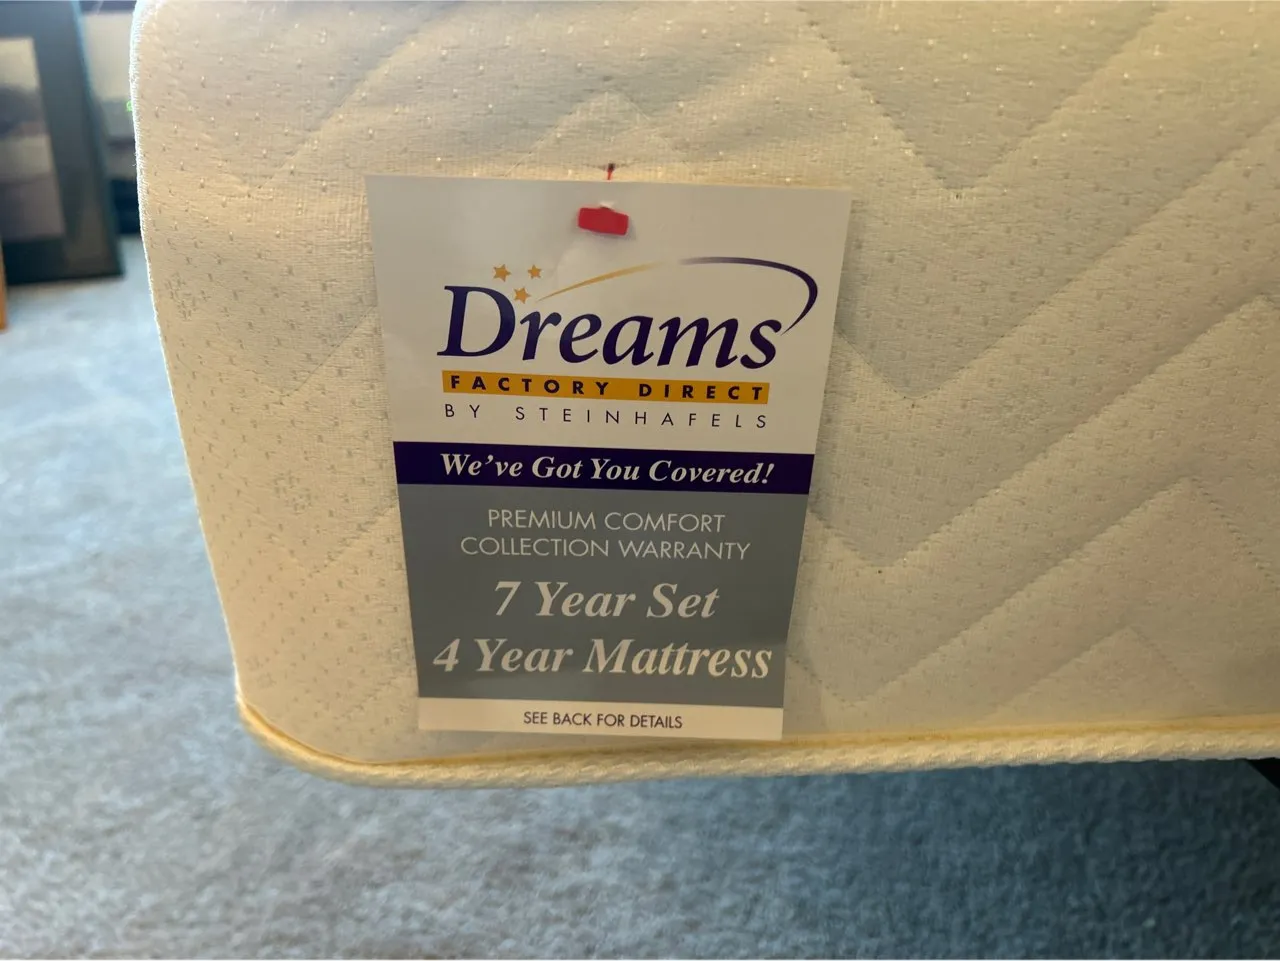 Dreams
FACTORY DIRECT
BY STEINHAFELS
We've Got You Covered!
PREMIUM COMFORT
COLLECTION WARRANTY
7 Year Set
4 Year Mattress
SEE BACK FOR DETAILS